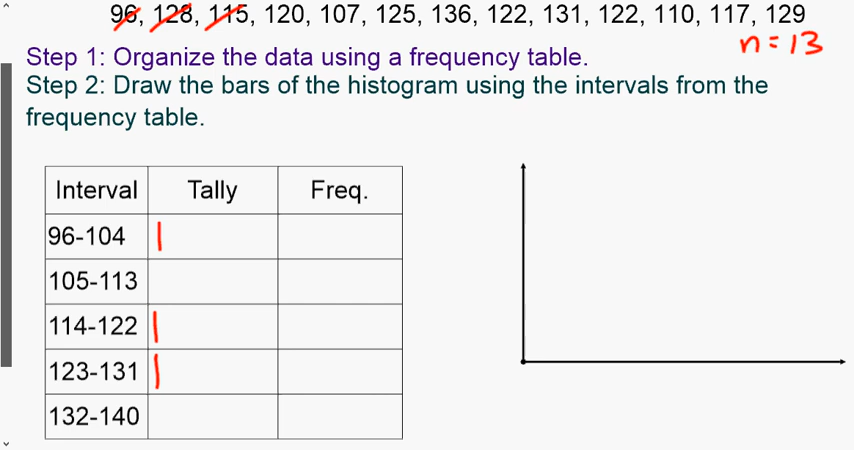 96, 128, 115, 120, 107, 125, 136, 122, 131, 122, 110, 117, 129
n = 13
Step 1: Organize the data using a frequency table.
Step 2: Draw the bars of the histogram using the intervals from the
frequency table.
Interval Tally Freq.
96-104 |
105-113
114-122 |
123-131 |
132-140